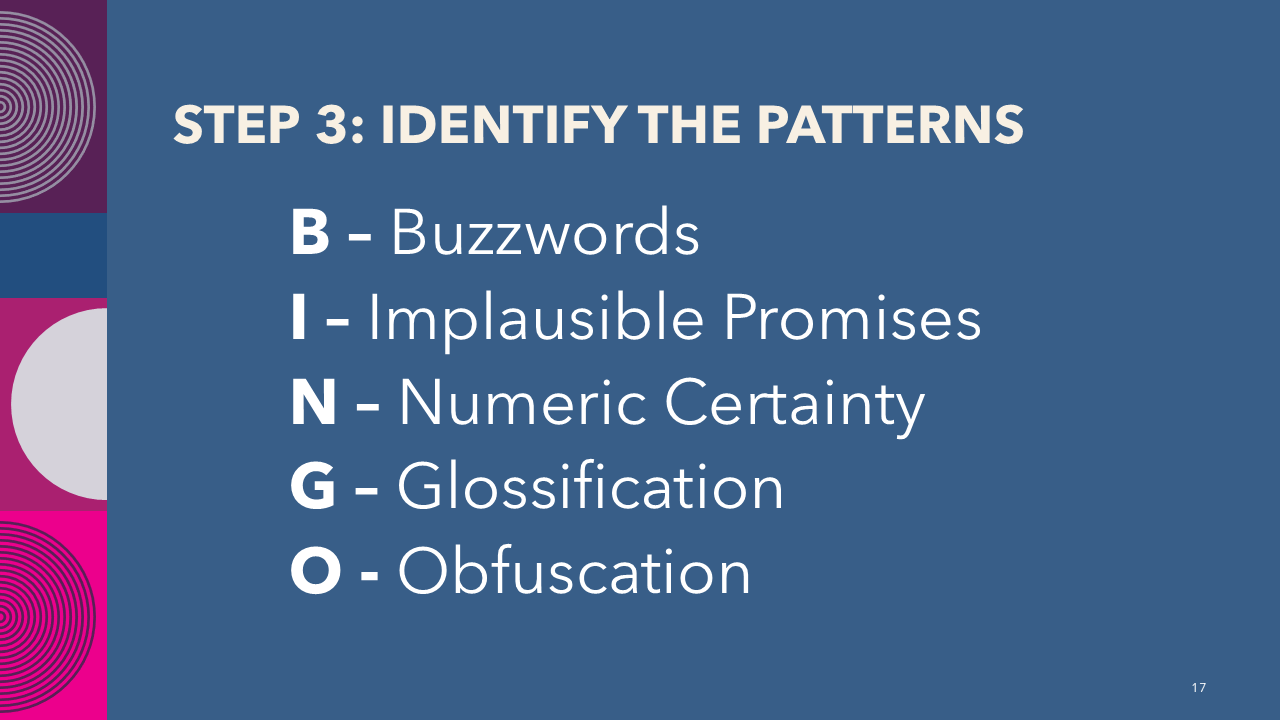 STEP 3: IDENTIFY THE PATTERNS
B – Buzzwords
I – Implausible Promises
N – Numeric Certainty
G – Glossification
O - Obfuscation
17